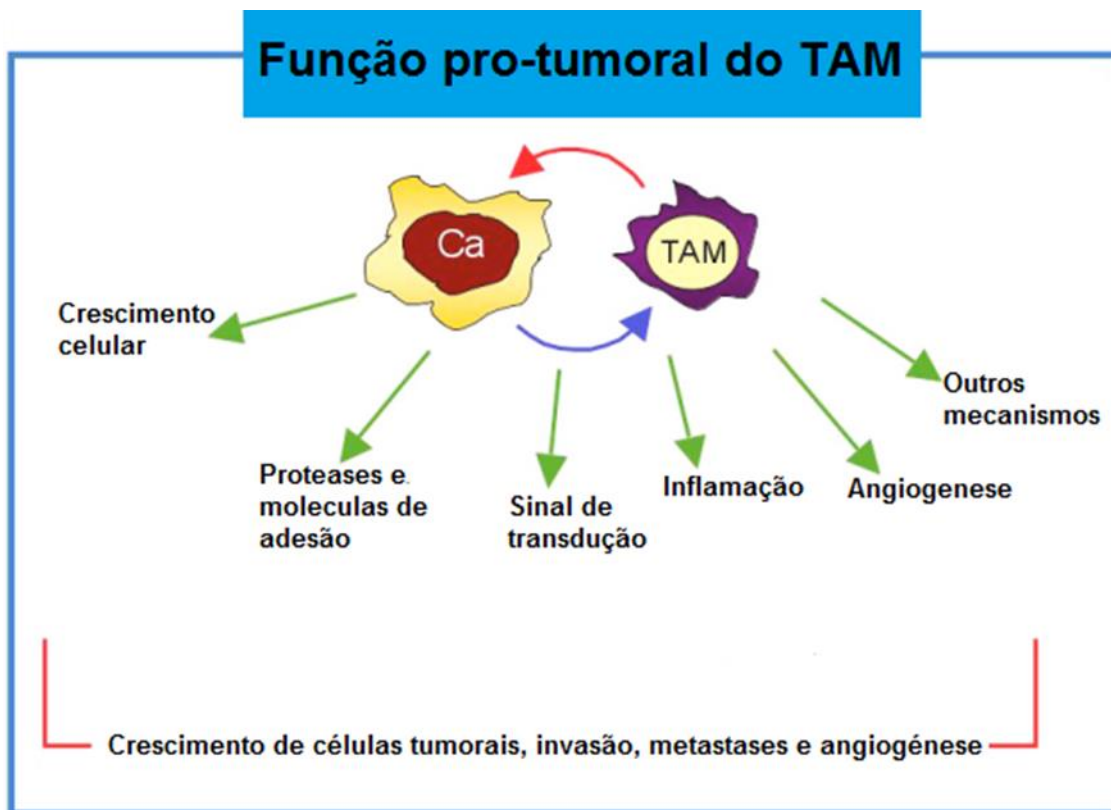 Função pro-tumoral do TAM
Ca
TAM
Crescimento
celular
Proteases e.
moleculas de
adesão
Sinal de
transdução
Inflamação
Angiogenese
Outros
mecanismos
Crescimento de células tumorais, invasão, metastases e angiogénese